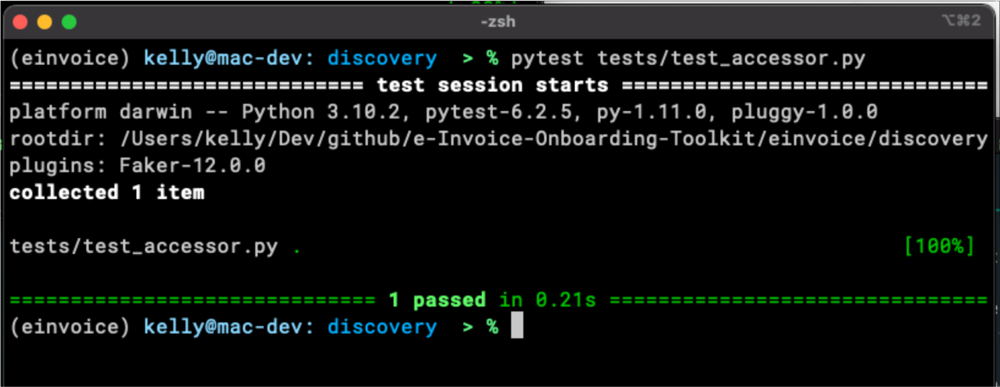 -zsh ⌥⌘2
(einvoice) kelly@mac-dev: discovery  > % pytest tests/test_accessor.py
============================= test session starts ==============================
platform darwin -- Python 3.10.2, pytest-6.2.5, py-1.11.0, pluggy-1.0.0
rootdir: /Users/kelly/Dev/github/e-Invoice-Onboarding-Toolkit/einvoice/discovery
plugins: Faker-12.0.0
collected 1 item
tests/test_accessor.py . [100%]
============================== 1 passed in 0.21s ===============================
(einvoice) kelly@mac-dev: discovery  > %